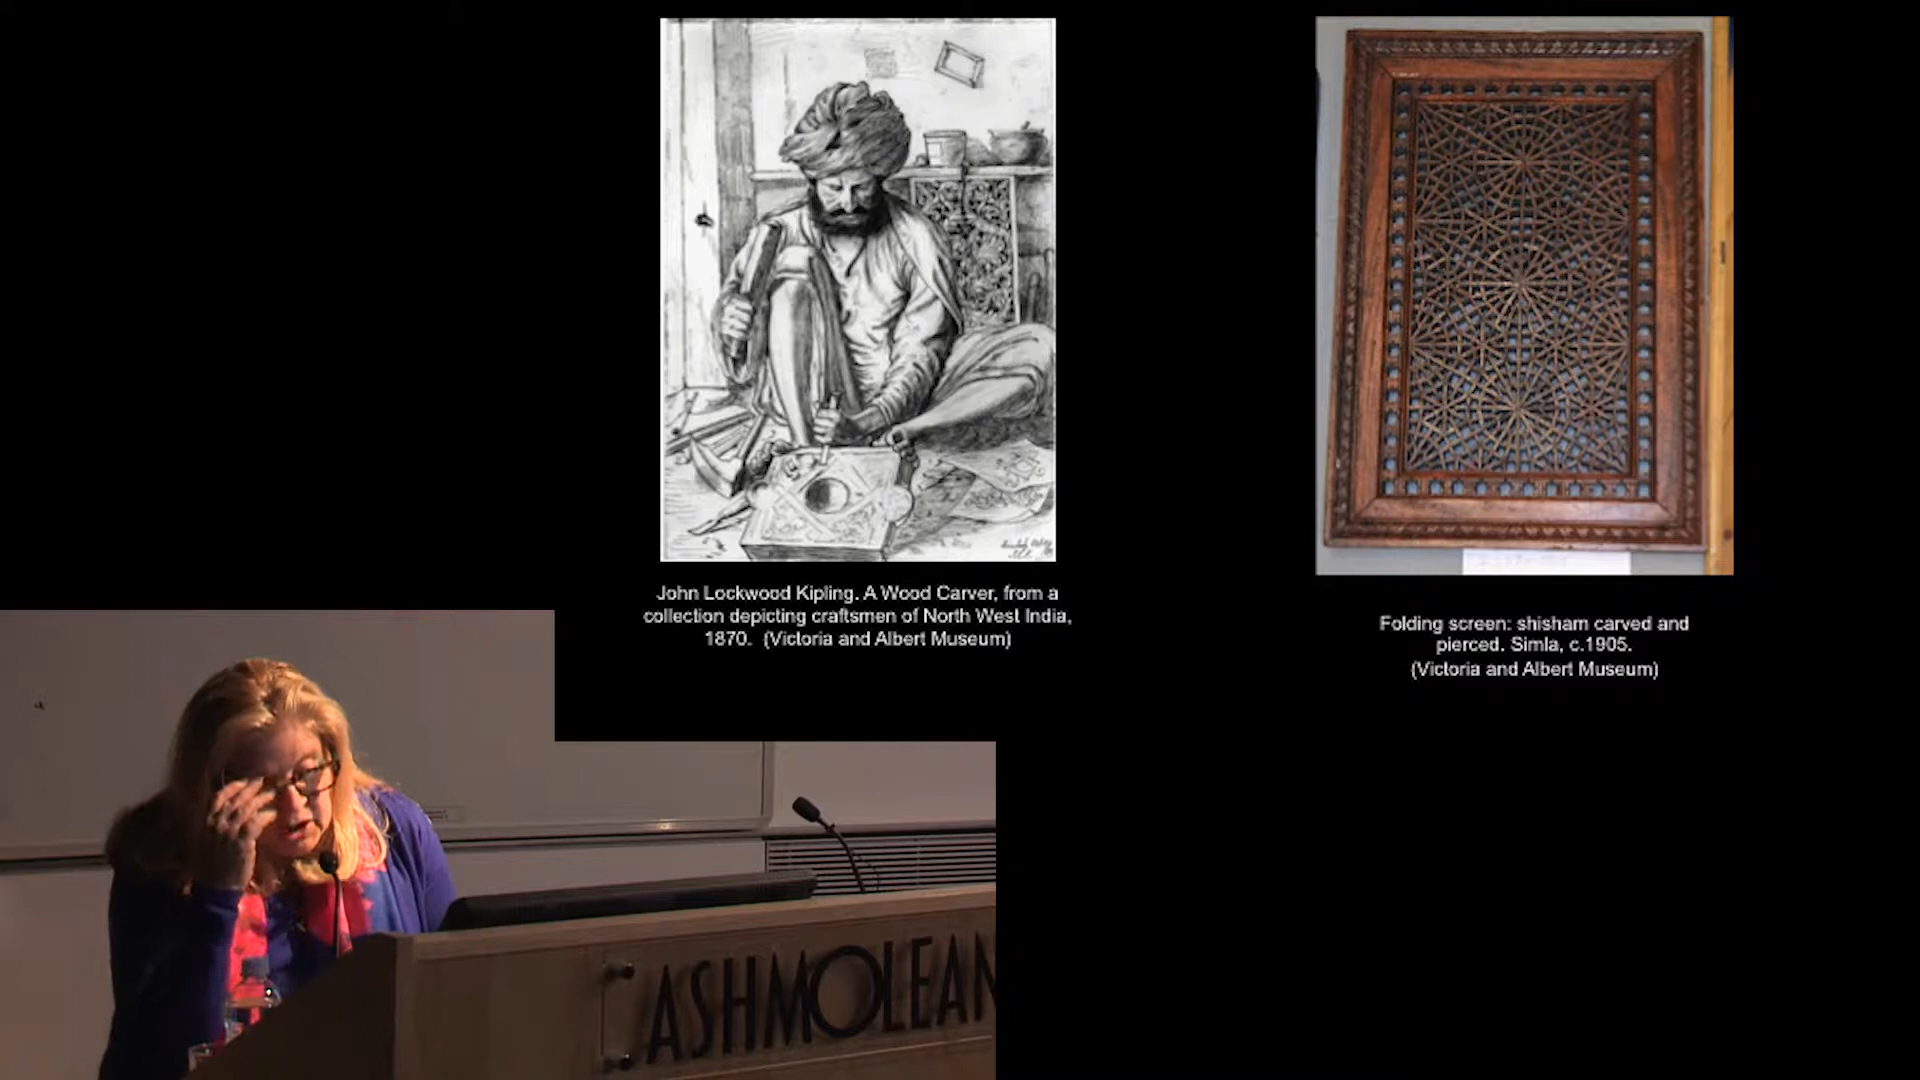 John Lockwood Kipling. A Wood Carver, from a
collection depicting craftsmen of North West India,
1870.  (Victoria and Albert Museum)
Folding screen: shisham carved and
pierced. Simla, c.1905.
(Victoria and Albert Museum)
ASHMOLEAN